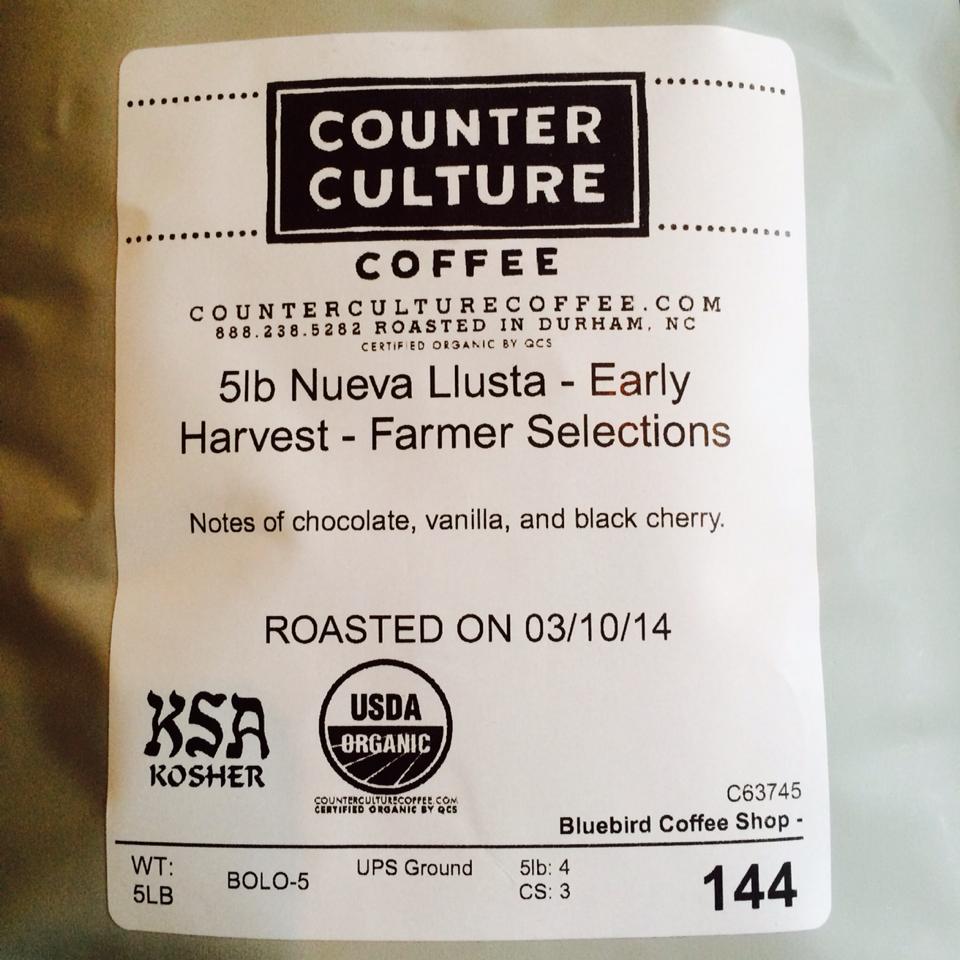 COUNTER
CULTURE
COFFEE
COUNTERCULTURECOFFEE.COM
888.238.5282 ROASTED IN DURHAM, NC
CERTIFIED ORGANIC BY QCS
5lb Nueva Llusta - Early
Harvest - Farmer Selections
Notes of chocolate, vanilla, and black cherry.
ROASTED ON 03/10/14
KSA
KOSHER
USDA
ORGANIC
COUNTERCULTURECOFFEE.COM
CERTIFIED ORGANIC BY QCS
C63745
Bluebird Coffee Shop -
WT:
5LB
BOLO-5
UPS Ground
5lb: 4
CS: 3
144